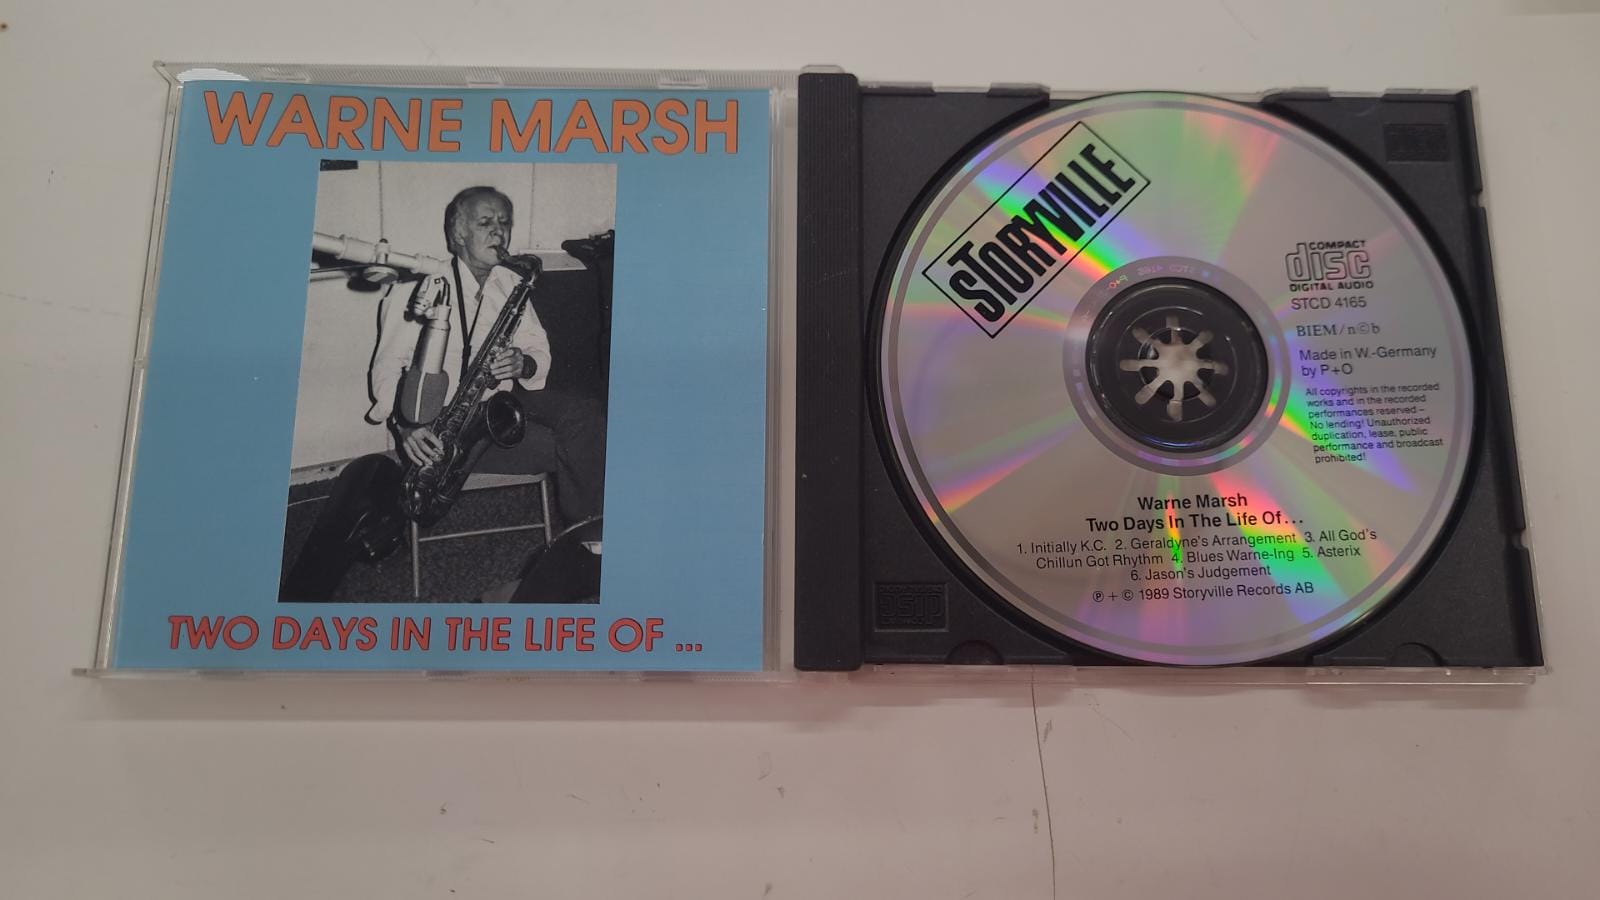 WARNE MARSH
TWO DAYS IN THE LIFE OF ...
STORYVILLE
COMPACT
disc
DIGITAL AUDIO
STCD 4165
BIEM/n©b
Made in W.-Germany
by P+O
All copyrights in the recorded
works and in the recorded
performances reserved –
No lending! Unauthorized
duplication, lease, public
performance and broadcast
prohibited!
Warne Marsh
Two Days In The Life Of...
1. Initially K.C. 2. Geraldyne's Arrangement 3. All God's
Chillun Got Rhythm 4. Blues Warne-Ing 5. Asterix
6. Jason's Judgement
℗ + © 1989 Storyville Records AB